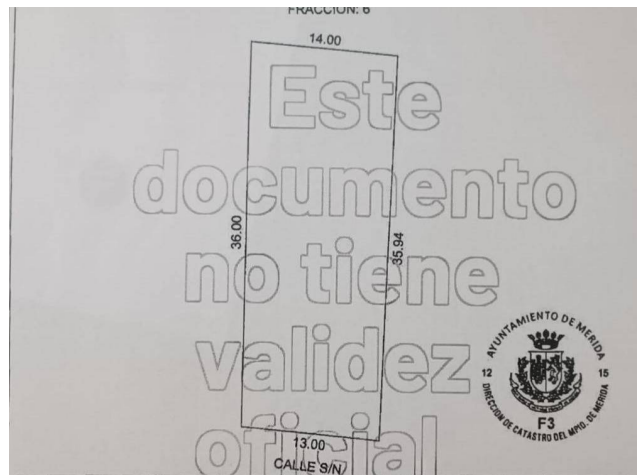 FRACCION: 6
14.00
Este
documento
36.00
35.94
no tiene
validez
oficial
13.00
CALLE S/N
AYUNTAMIENTO DE MERIDA
12 15
F3
DIRECCION DE CATASTRO DEL MPIO. DE MERIDA